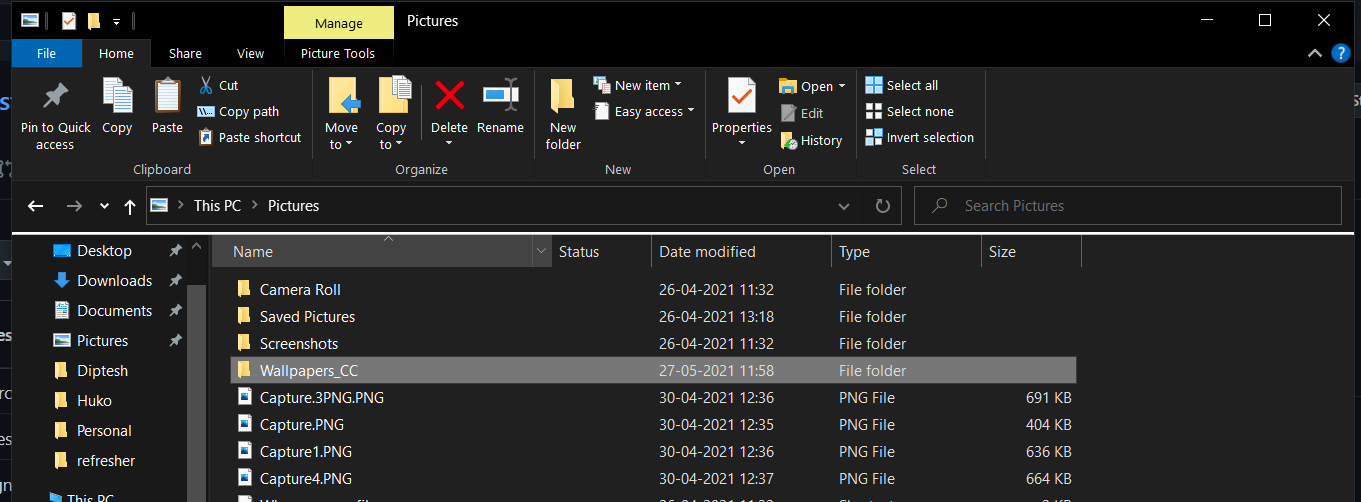 Manage Pictures
File Home Share View Picture Tools
Pin to Quick access
Copy
Paste
Cut
Copy path
Paste shortcut
Clipboard
Move to
Copy to
Delete
Rename
Organize
New folder
New item
Easy access
New
Properties
Open
Edit
History
Open
Select all
Select none
Invert selection
Select
This PC > Pictures
Search Pictures
Desktop
Downloads
Documents
Pictures
Diptesh
Huko
Personal
refresher
This PC
Name Status Date modified Type Size
Camera Roll 26-04-2021 11:32 File folder
Saved Pictures 26-04-2021 13:18 File folder
Screenshots 26-04-2021 11:32 File folder
Wallpapers_CC 27-05-2021 11:58 File folder
Capture.3PNG.PNG 30-04-2021 12:36 PNG File 691 KB
Capture.PNG 30-04-2021 12:35 PNG File 404 KB
Capture1.PNG 30-04-2021 12:36 PNG File 636 KB
Capture4.PNG 30-04-2021 12:37 PNG File 664 KB